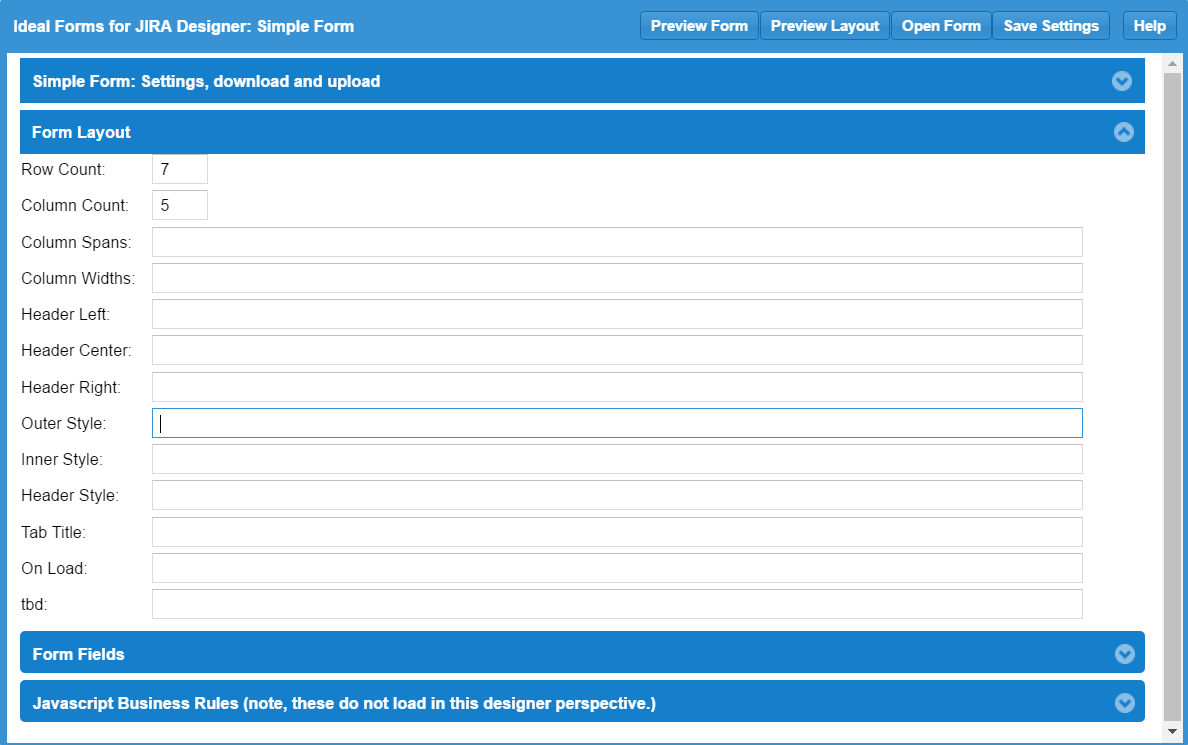 Ideal Forms for JIRA Designer: Simple Form
Preview Form Preview Layout Open Form Save Settings Help
Simple Form: Settings, download and upload
Form Layout
Row Count: 7
Column Count: 5
Column Spans:
Column Widths:
Header Left:
Header Center:
Header Right:
Outer Style:
Inner Style:
Header Style:
Tab Title:
On Load:
tbd:
Form Fields
Javascript Business Rules (note, these do not load in this designer perspective.)